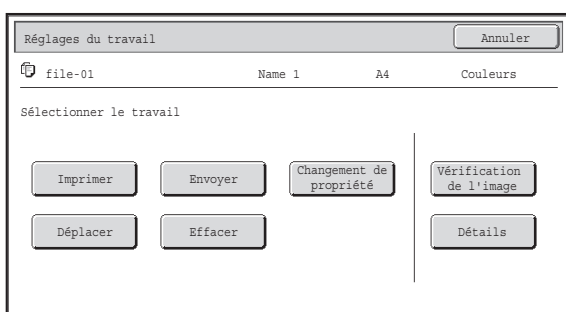 Réglages du travail
Annuler
file-01 Name 1 A4 Couleurs
Sélectionner le travail
Imprimer
Envoyer
Changement de
propriété
Vérification
de l'image
Déplacer
Effacer
Détails